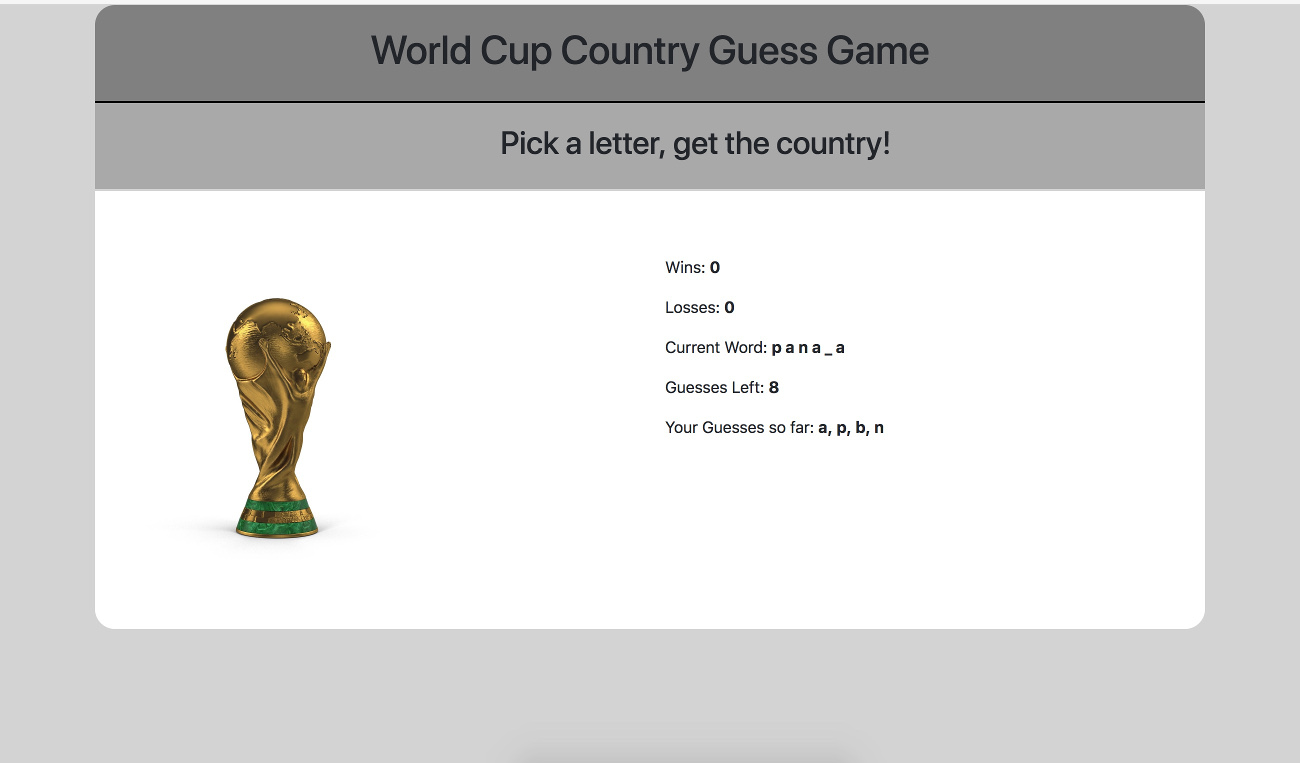 World Cup Country Guess Game
Pick a letter, get the country!
Wins: 0
Losses: 0
Current Word: p a n a _ a
Guesses Left: 8
Your Guesses so far: a, p, b, n